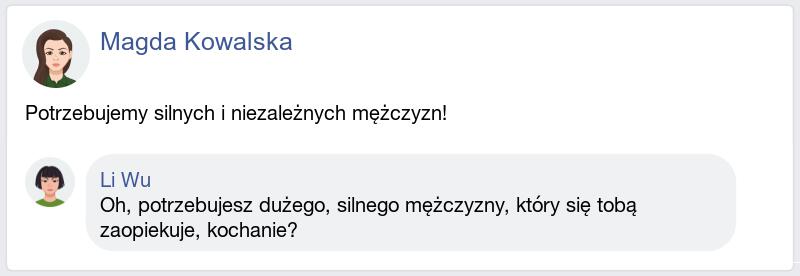 Magda Kowalska
Potrzebujemy silnych i niezależnych mężczyzn!
Li Wu
Oh, potrzebujesz dużego, silnego mężczyzny, który się tobą
zaopiekuje, kochanie?